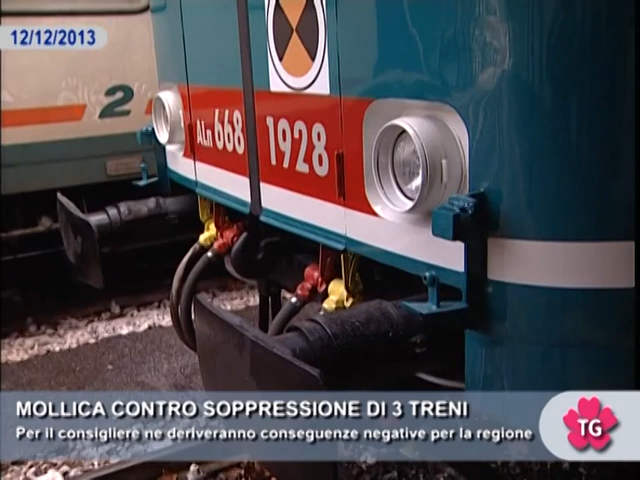 12/12/2013
2
ALn 668 1928
MOLLICA CONTRO SOPPRESSIONE DI 3 TRENI
Per il consigliere ne deriveranno conseguenze negative per la regione
TG